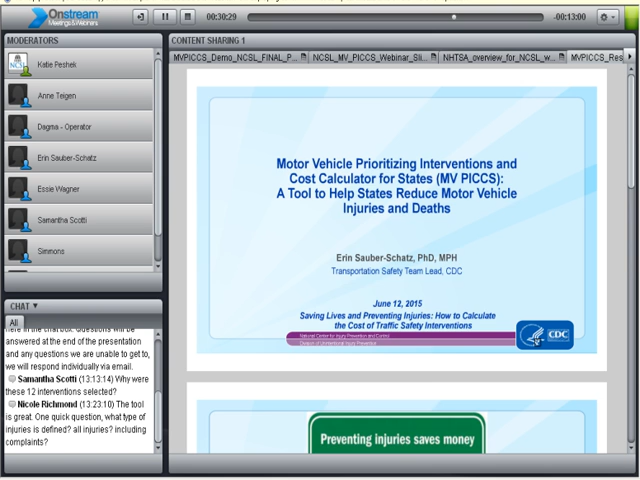 Onstream
Meetings & Webinars
00:30:29
-00:13:00
MODERATORS
NCSL
Katie Peshek
Anne Teigen
Dagma - Operator
Erin Sauber-Schatz
Essie Wagner
Samantha Scotti
Simmons
CHAT
All
answered at the end of the presentation
and any questions we are unable to get to,
we will respond individually via email.
Samantha Scotti (13:13:14) Why were
these 12 interventions selected?
Nicole Richmond (13:23:10) The tool
is great. One quick question, what type of
injuries is defined? all injuries? including
complaints?
CONTENT SHARING 1
MVPICCS_Demo_NCSL_FINAL_P... NCSL_MV_PICCS_Webinar_Sli... NHTSA_overview_for_NCSL_w... MVPICCS_Res
Motor Vehicle Prioritizing Interventions and
Cost Calculator for States (MV PICCS):
A Tool to Help States Reduce Motor Vehicle
Injuries and Deaths
Erin Sauber-Schatz, PhD, MPH
Transportation Safety Team Lead, CDC
June 12, 2015
Saving Lives and Preventing Injuries: How to Calculate
the Cost of Traffic Safety Interventions
National Center for Injury Prevention and Control
Division of Unintentional Injury Prevention
CDC
Preventing injuries saves money